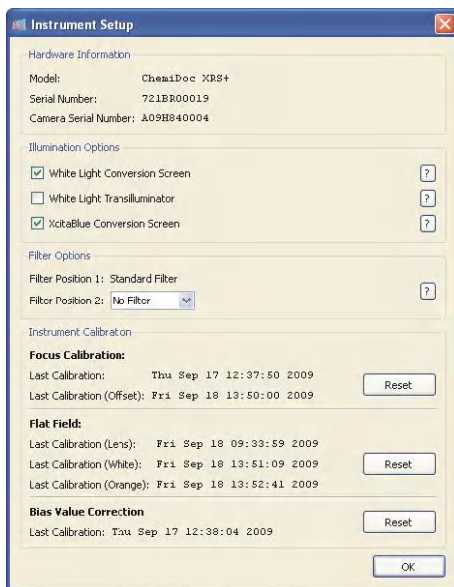 Instrument Setup
Hardware Information
Model: ChemiDoc XRS+
Serial Number: 721BR00019
Camera Serial Number: A09H840004
Illumination Options
White Light Conversion Screen ?
White Light Transilluminator ?
XcitaBlue Conversion Screen ?
Filter Options
Filter Position 1: Standard Filter
Filter Position 2: No Filter ?
Instrument Calibration
Focus Calibration:
Last Calibration: Thu Sep 17 12:37:50 2009
Last Calibration (Offset): Fri Sep 18 13:50:00 2009
Reset
Flat Field:
Last Calibration (Lens): Fri Sep 18 09:33:59 2009
Last Calibration (White): Fri Sep 18 13:51:09 2009
Reset
Last Calibration (Orange): Fri Sep 18 13:52:41 2009
Bias Value Correction
Last Calibration: Thu Sep 17 12:38:04 2009
Reset
OK